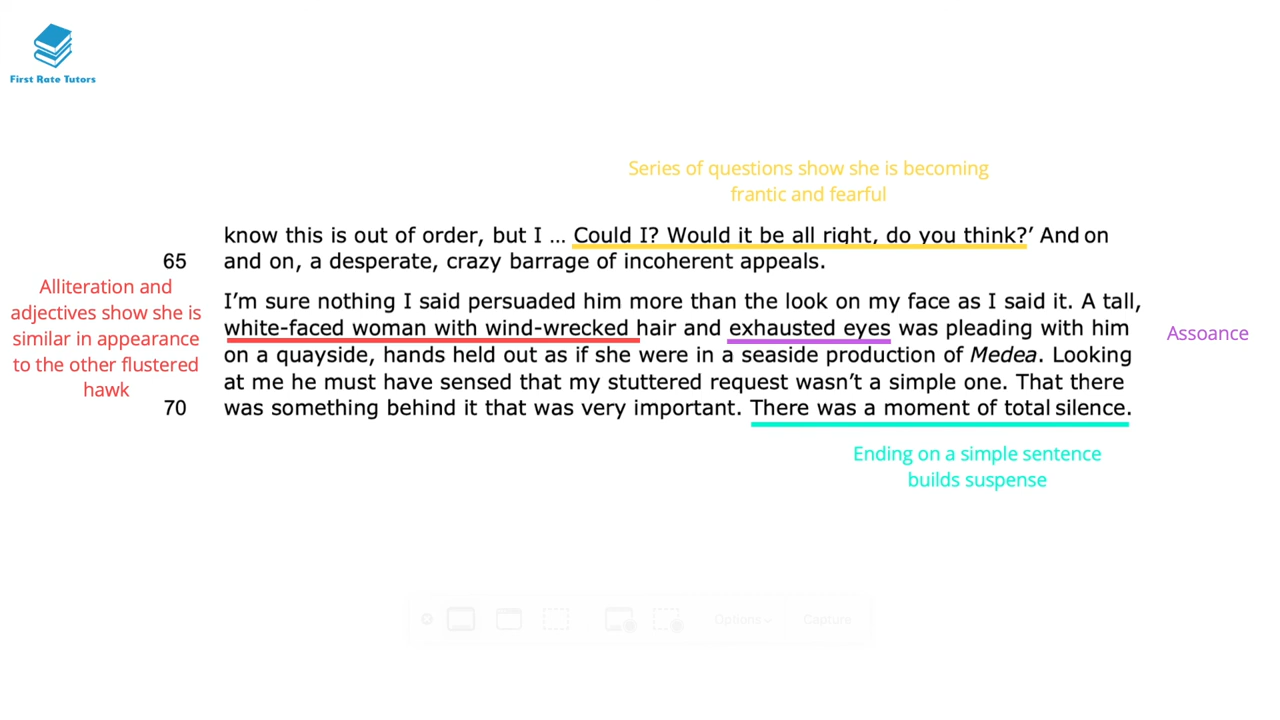 First Rate Tutors
Series of questions show she is becoming
frantic and fearful
know this is out of order, but I ... Could I? Would it be all right, do you think?’ And on
65 and on, a desperate, crazy barrage of incoherent appeals.
Alliteration and
adjectives show she is
similar in appearance
to the other flustered
hawk
I’m sure nothing I said persuaded him more than the look on my face as I said it. A tall,
white-faced woman with wind-wrecked hair and exhausted eyes was pleading with him
on a quayside, hands held out as if she were in a seaside production of Medea. Looking
at me he must have sensed that my stuttered request wasn’t a simple one. That there
70 was something behind it that was very important. There was a moment of total silence.
Assoance
Ending on a simple sentence
builds suspense
Options
Capture